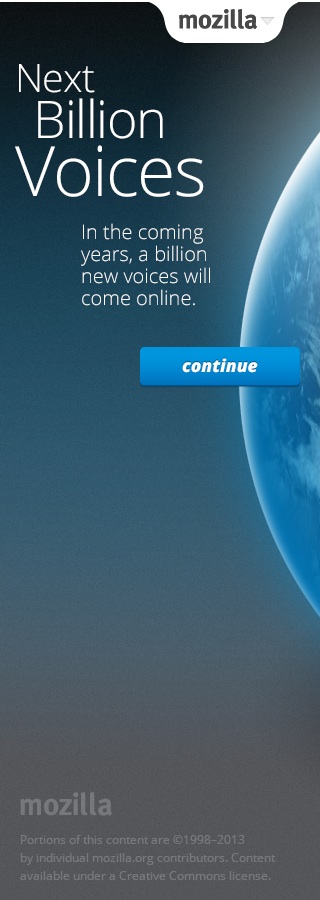 mozilla
Next
Billion
Voices
In the coming
years, a billion
new voices will
come online.
continue
mozilla
Portions of this content are ©1998–2013
by individual mozilla.org contributors. Content
available under a Creative Commons license.